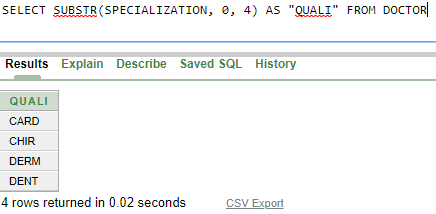 SELECT SUBSTR(SPECIALIZATION, 0, 4) AS "QUALI" FROM DOCTOR
Results Explain Describe Saved SQL History
QUALI
CARD
CHIR
DERM
DENT
4 rows returned in 0.02 seconds CSV Export